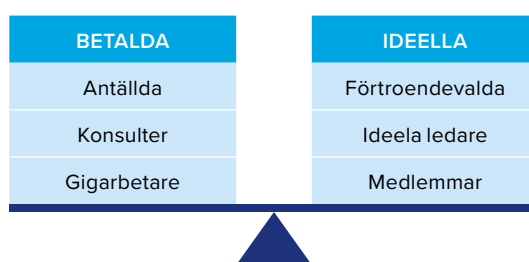 BETALDA
Antällda
Konsulter
Gigarbetare
IDEELLA
Förtroendevalda
Ideela ledare
Medlemmar